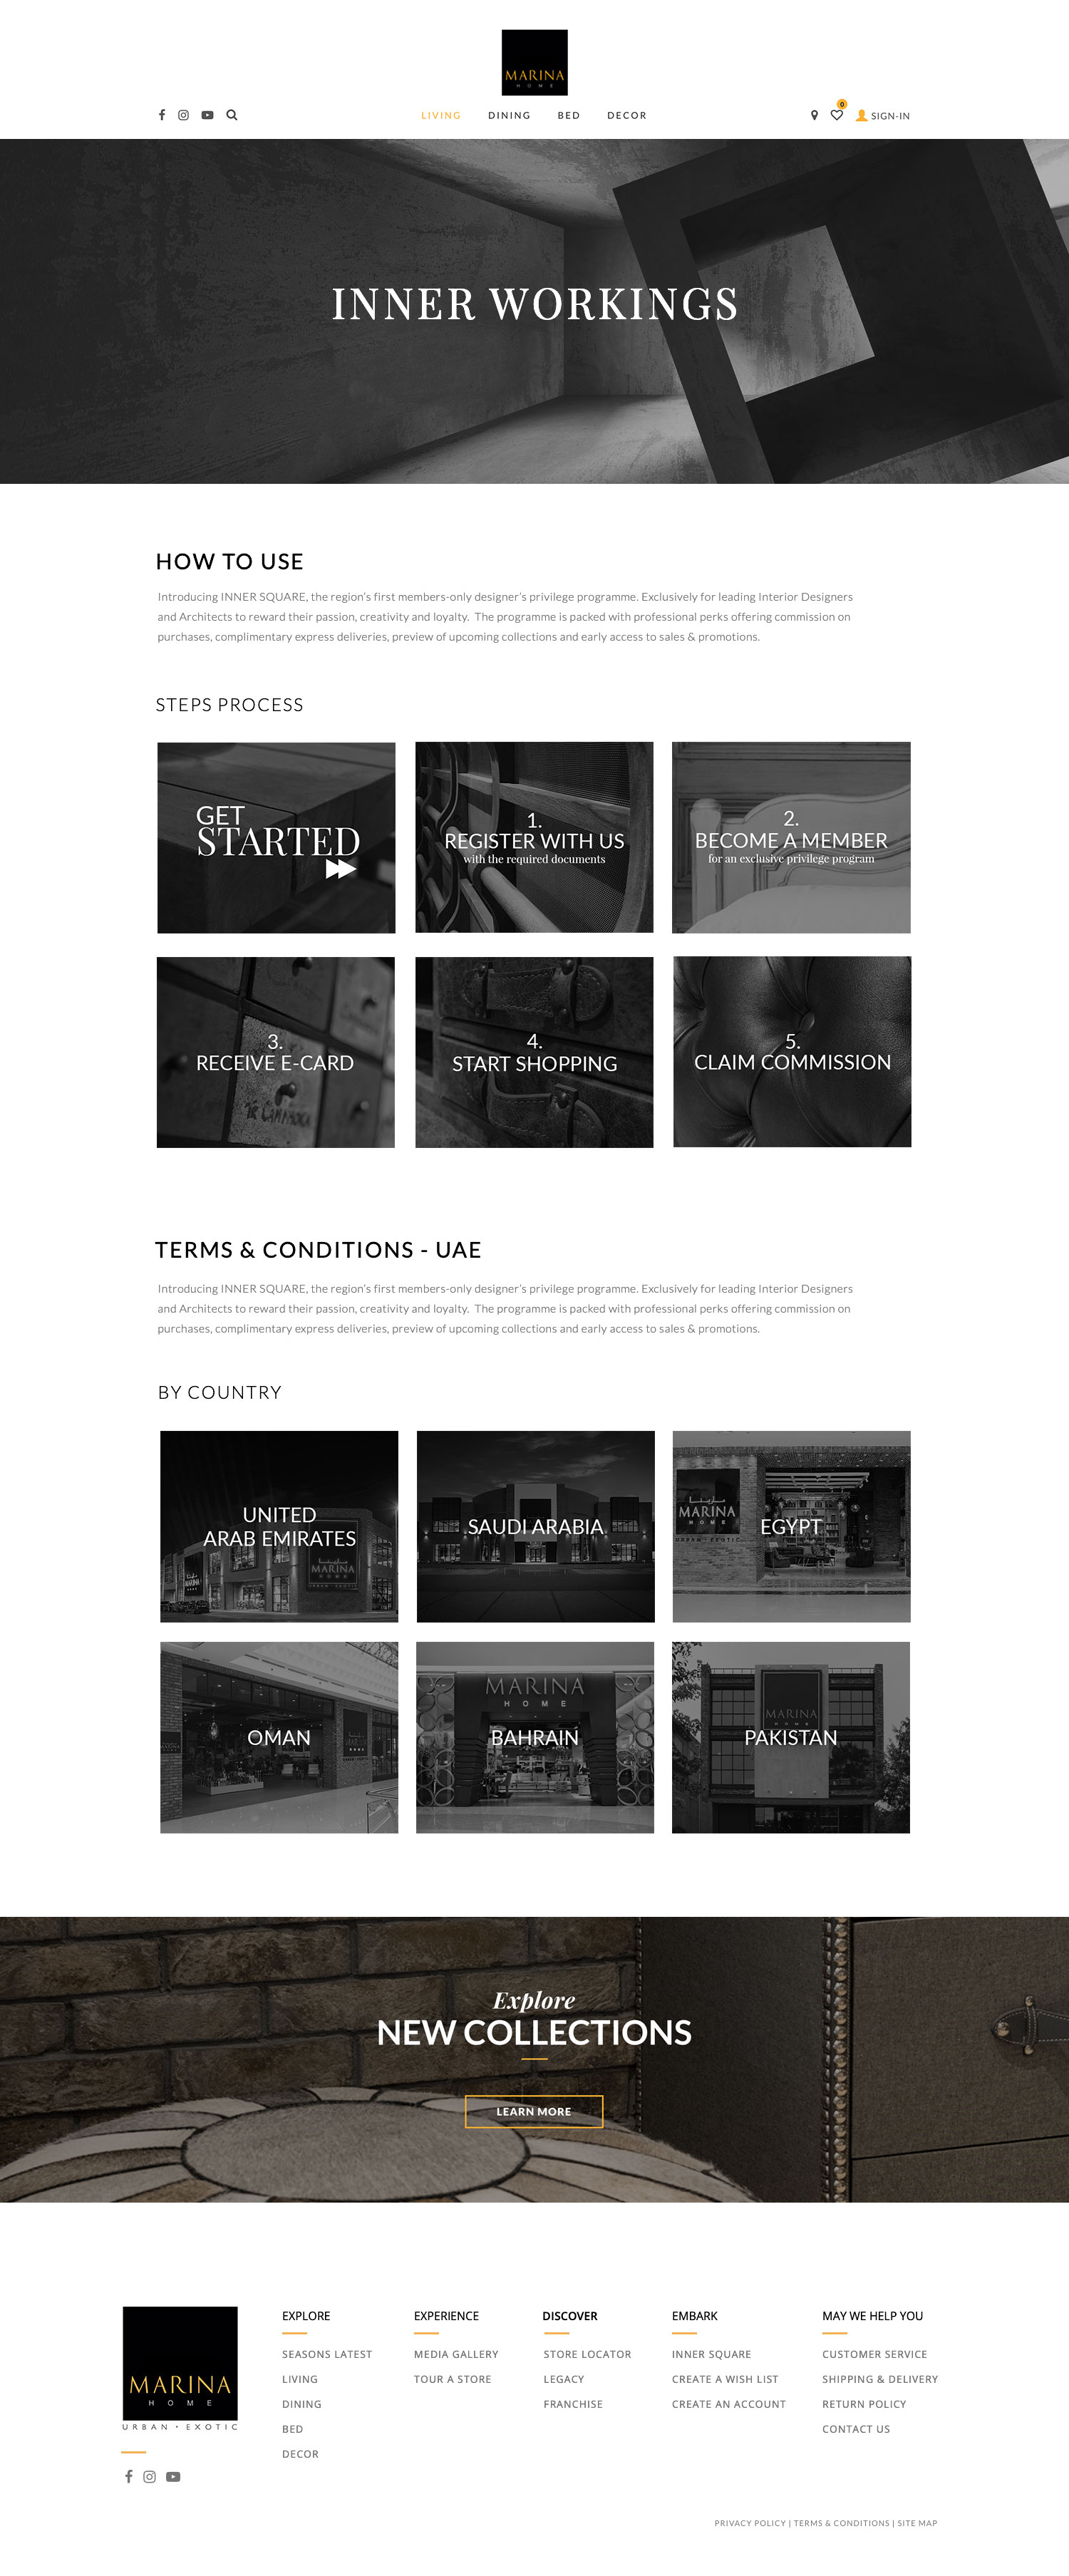 MARINA
HOME
LIVING DINING BED DECOR
0
SIGN-IN
INNER WORKINGS
HOW TO USE
Introducing INNER SQUARE, the region's first members-only designer's privilege programme. Exclusively for leading Interior Designers
and Architects to reward their passion, creativity and loyalty. The programme is packed with professional perks offering commission on
purchases, complimentary express deliveries, preview of upcoming collections and early access to sales & promotions.
STEPS PROCESS
GET
STARTED
1.
REGISTER WITH US
with the required documents
2.
BECOME A MEMBER
for an exclusive privilege program
3.
RECEIVE E-CARD
4.
START SHOPPING
5.
CLAIM COMMISSION
TERMS & CONDITIONS - UAE
Introducing INNER SQUARE, the region's first members-only designer's privilege programme. Exclusively for leading Interior Designers
and Architects to reward their passion, creativity and loyalty. The programme is packed with professional perks offering commission on
purchases, complimentary express deliveries, preview of upcoming collections and early access to sales & promotions.
BY COUNTRY
UNITED
ARAB EMIRATES
MARINA
SAUDI ARABIA
مارينا
MARINA
HOME
URBAN · EXOTIC
EGYPT
OMAN
MARINA
HOME
BAHRAIN
MARINA
HOME
PAKISTAN
Explore
NEW COLLECTIONS
LEARN MORE
MARINA
HOME
URBAN · EXOTIC
EXPLORE
SEASONS LATEST
LIVING
DINING
BED
DECOR
EXPERIENCE
MEDIA GALLERY
TOUR A STORE
DISCOVER
STORE LOCATOR
LEGACY
FRANCHISE
EMBARK
INNER SQUARE
CREATE A WISH LIST
CREATE AN ACCOUNT
MAY WE HELP YOU
CUSTOMER SERVICE
SHIPPING & DELIVERY
RETURN POLICY
CONTACT US
PRIVACY POLICY | TERMS & CONDITIONS | SITE MAP